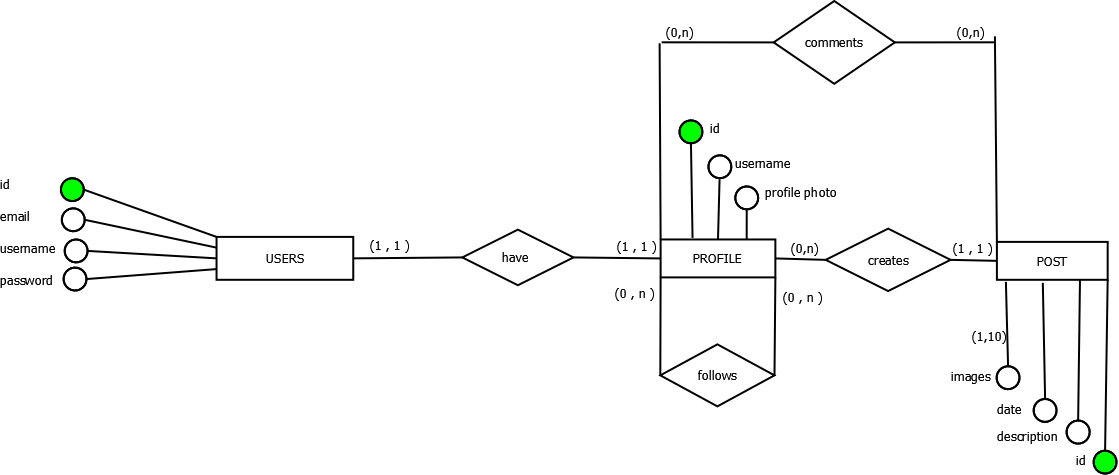 (0,n)
comments
(0,n)
id
username
profile photo
id
email
username
password
USERS
(1 , 1 )
have
(1 , 1 )
PROFILE
(0,n)
creates
(1 , 1 )
POST
(0 , n )
(0 , n )
follows
(1,10)
images
date
description
id